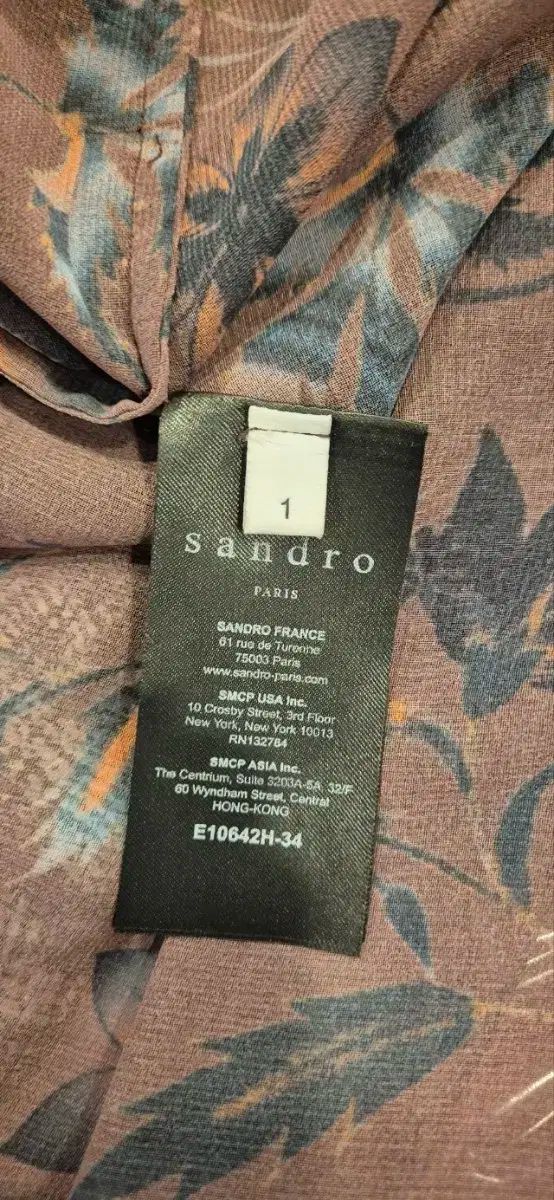 1
sandro
PARIS
SANDRO FRANCE
61 rue de Turenne
75003 Paris
www.sandro-paris.com
SMCP USA Inc.
10 Crosby Street, 3rd Floor
New York, New York 10013
RN132784
SMCP ASIA Inc.
The Centrium, Suite 3203A-5A 32/F
60 Wyndham Street, Central
HONG-KONG
E10642H-34